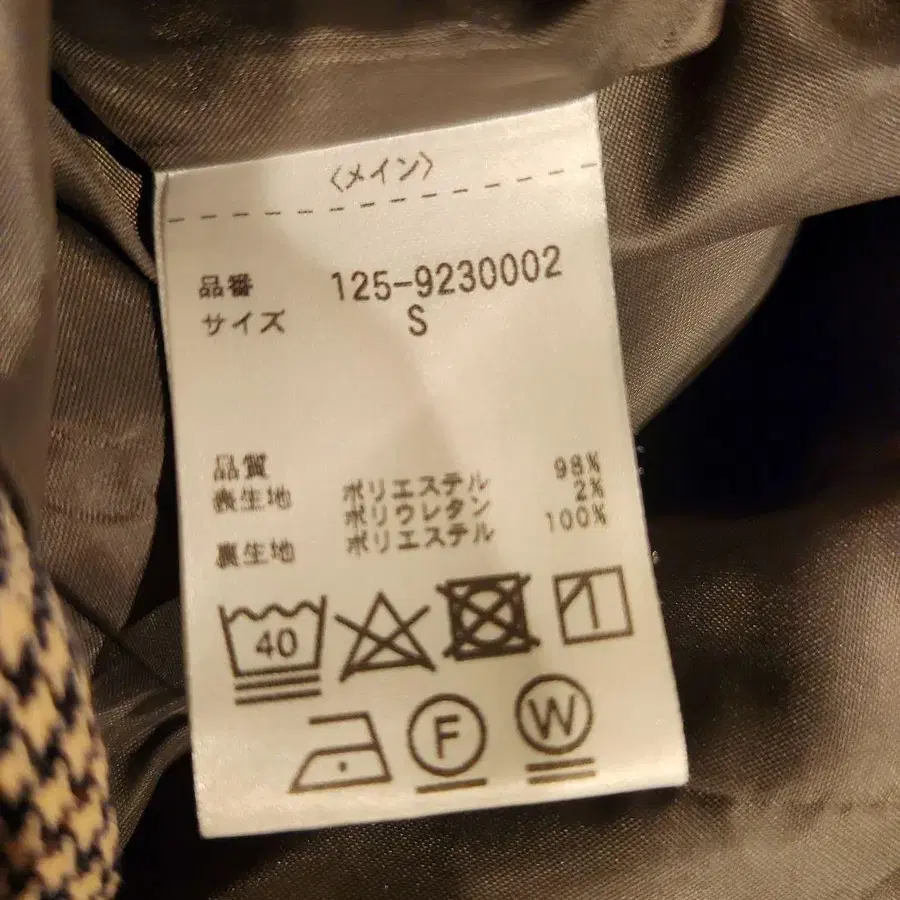 〈メイン〉
品番 125-9230002
サイズ S
品質
表生地 ポリエステル 98%
ポリウレタン 2%
裏生地 ポリエステル 100%
40
F W